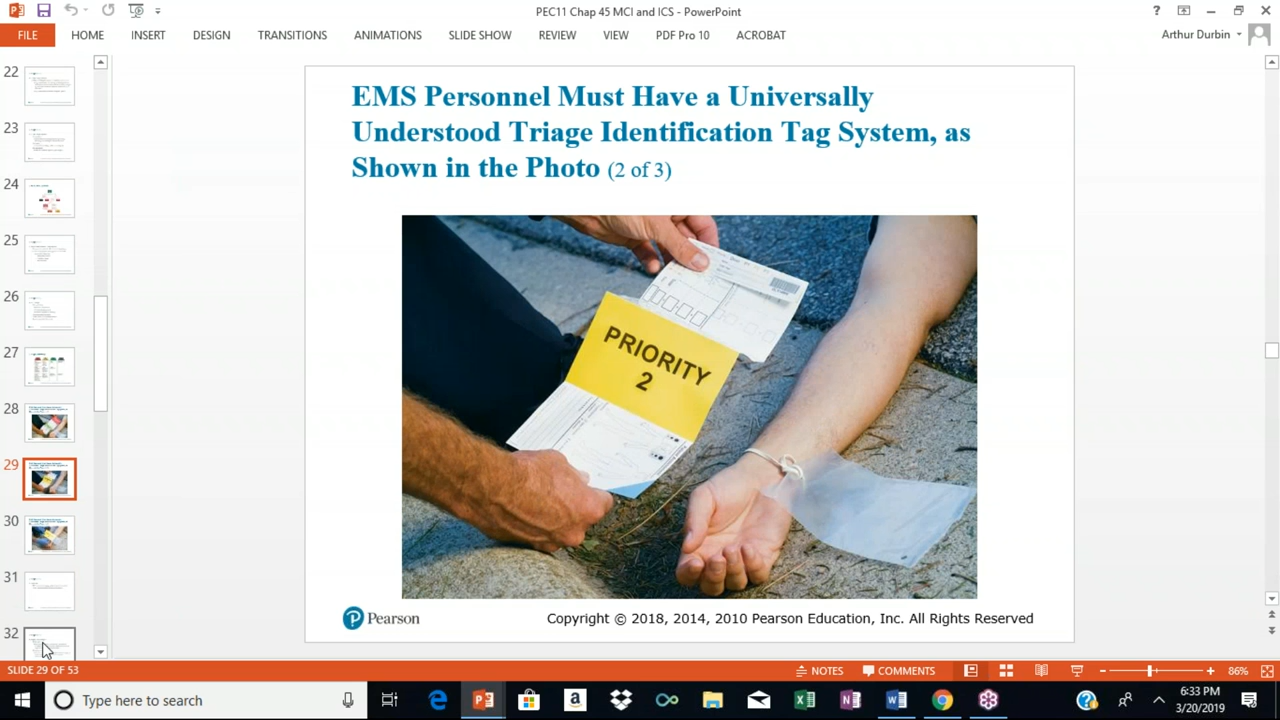 PEC11 Chap 45 MCI and ICS - PowerPoint
?
FILE HOME INSERT DESIGN TRANSITIONS ANIMATIONS SLIDE SHOW REVIEW VIEW PDF Pro 10 ACROBAT
Arthur Durbin
22
23
24
25
26
27
28
29
30
31
32
EMS Personnel Must Have a Universally
Understood Triage Identification Tag System, as
Shown in the Photo (2 of 3)
PRIORITY
2
Pearson
Copyright © 2018, 2014, 2010 Pearson Education, Inc. All Rights Reserved
SLIDE 29 OF 53
NOTES COMMENTS
86%
Type here to search
6:33 PM
3/20/2019